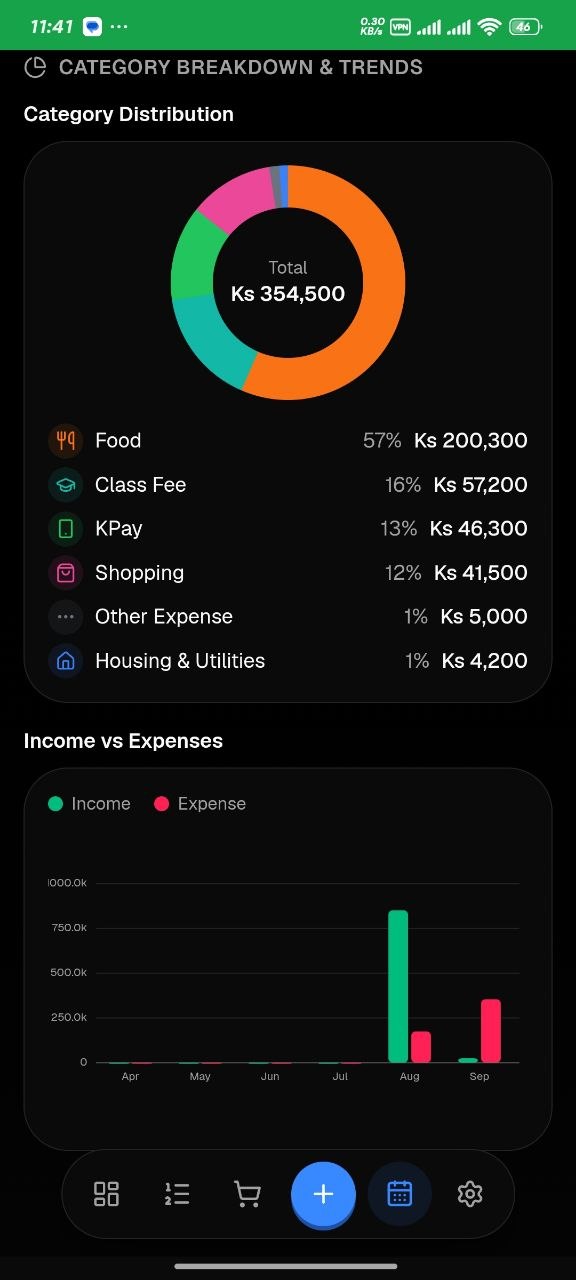 11:41
0.30
KB/s
VPN
46
CATEGORY BREAKDOWN & TRENDS
Category Distribution
Total
Ks 354,500
Food 57% Ks 200,300
Class Fee 16% Ks 57,200
KPay 13% Ks 46,300
Shopping 12% Ks 41,500
Other Expense 1% Ks 5,000
Housing & Utilities 1% Ks 4,200
Income vs Expenses
Income Expense
1000.0k
750.0k
500.0k
250.0k
0
Apr May Jun Jul Aug Sep